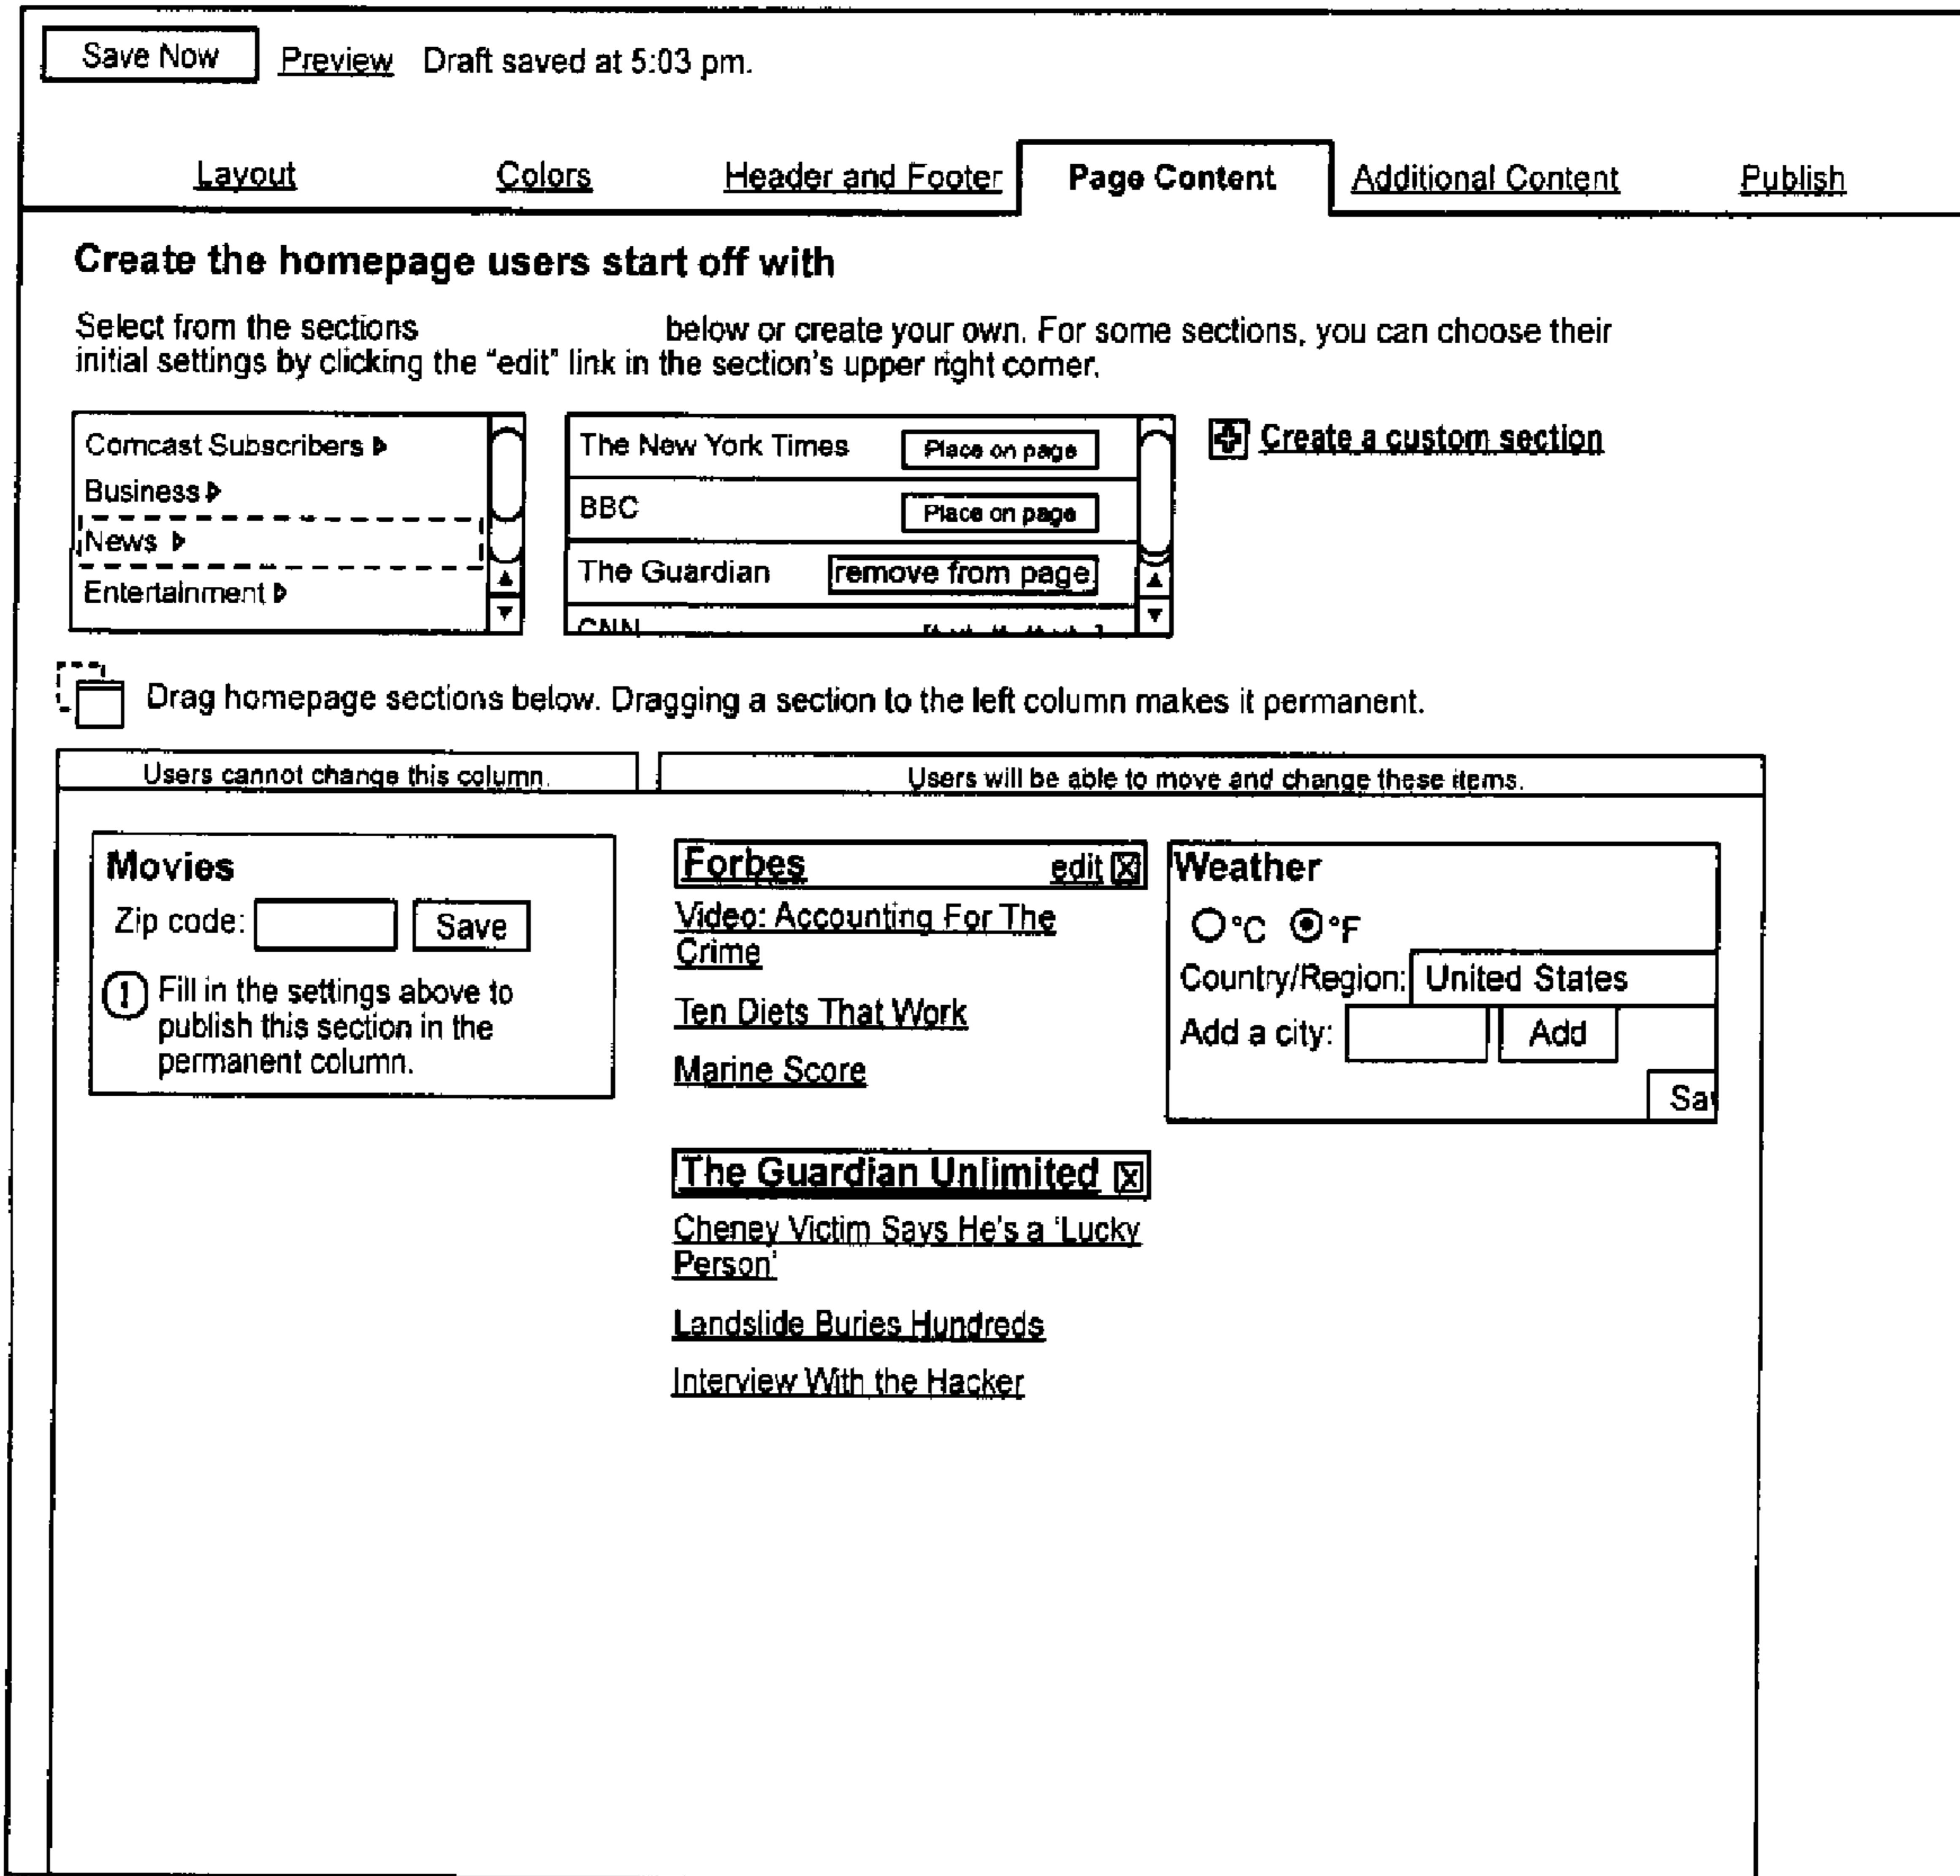 Save Now Preview Draft saved at 5:03 pm.
Layout Colors Header and Footer Page Content Additional Content Publish
Create the homepage users start off with
Select from the sections below or create your own. For some sections, you can choose their
initial settings by clicking the "edit" link in the section's upper right corner.
Comcast Subscribers
Business
News
Entertainment
The New York Times Place on page
BBC Place on page
The Guardian remove from page
CNN
Create a custom section
Drag homepage sections below. Dragging a section to the left column makes it permanent.
Users cannot change this column.
Users will be able to move and change these items.
Movies
Zip code: Save
1 Fill in the settings above to
publish this section in the
permanent column.
Forbes edit X
Video: Accounting For The
Crime
Ten Diets That Work
Marine Score
The Guardian Unlimited X
Cheney Victim Says He's a 'Lucky
Person'
Landslide Buries Hundreds
Interview With the Hacker
Weather
°C °F
Country/Region: United States
Add a city: Add